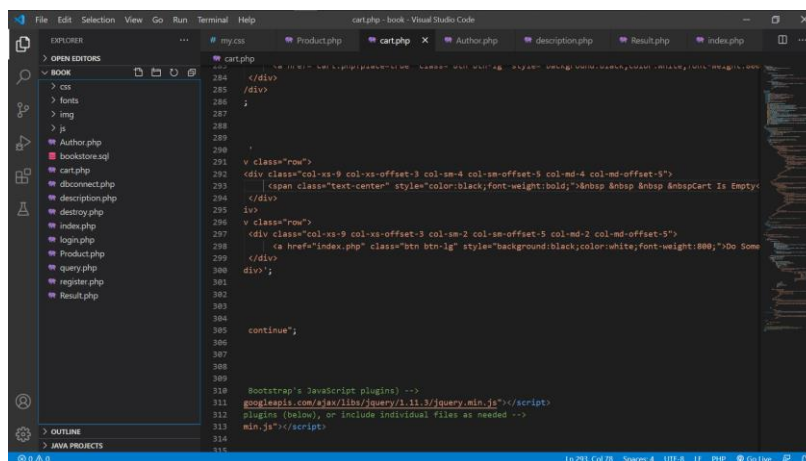 File Edit Selection View Go Run Terminal Help
cart.php - book - Visual Studio Code
EXPLORER
# my.css Product.php cart.php Author.php description.php Result.php index.php
OPEN EDITORS
BOOK
css
fonts
img
js
Author.php
bookstore.sql
cart.php
dbconnect.php
description.php
destroy.php
index.php
login.php
Product.php
query.php
register.php
Result.php
OUTLINE
JAVA PROJECTS
cart.php
284 </div>
285 /div>
286 ;
287
288
289
290 '
291 v class="row">
292 <div class="col-xs-9 col-xs-offset-3 col-sm-4 col-sm-offset-5 col-md-4 col-md-offset-5">
293 <span class="text-center" style="color:black;font-weight:bold;">&nbsp &nbsp &nbsp &nbspCart Is Empty<
294 </div>
295 iv>
296 v class="row">
297 <div class="col-xs-9 col-xs-offset-3 col-sm-2 col-sm-offset-5 col-md-2 col-md-offset-5">
298 <a href="index.php" class="btn btn-lg" style="background:black;color:white;font-weight:800;">Do Some
299 </div>
300 div>';
301
302
303
304
305 continue";
306
307
308
309
310 Bootstrap's JavaScript plugins) -->
311 googleapis.com/ajax/libs/jquery/1.11.3/jquery.min.js"></script>
312 plugins (below), or include individual files as needed -->
313 min.js"></script>
314
315
0 0 Ln 293, Col 78 Spaces: 4 UTF-8 LF PHP Go Live